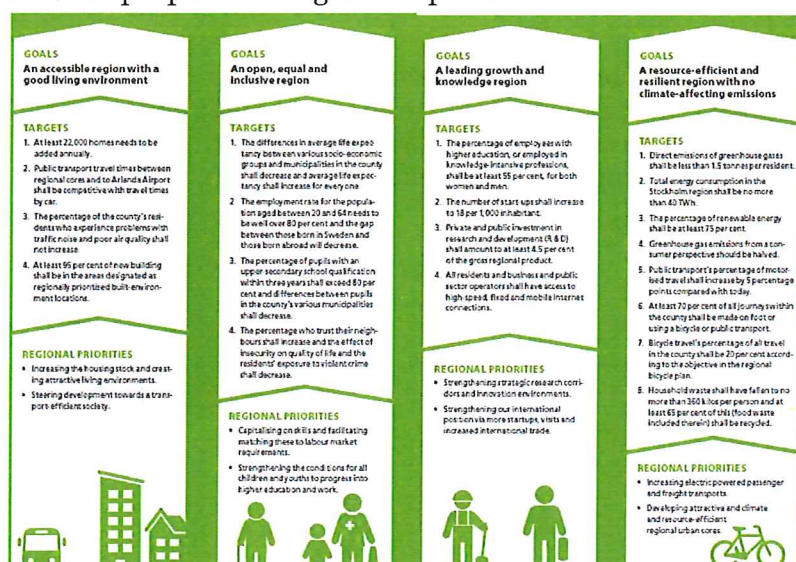 GOALS
An accessible region with a
good living environment
TARGETS
1. At least 22,000 homes needs to be
added annually.
2. Public transport travel times between
regional cores and to Arlanda Airport
shall be competitive with travel times
by car.
3. The percentage of the county's resi-
dents who experience problems with
traffic noise and poor air quality shall
not increase.
4. At least 95 per cent of new building
shall be in the areas designated as
regionally prioritized built-environ-
ment locations.
REGIONAL PRIORITIES
• Increasing the housing stock and creat-
ing attractive living environments.
• Steering development towards a trans-
port-efficient society.
GOALS
An open, equal and
inclusive region
TARGETS
1. The differences in average life expec-
tancy between various socio-economic
groups and municipalities in the county
shall decrease and average life expec-
tancy shall increase for everyone.
2. The employment rate for the popula-
tion aged between 20 and 64 needs to
be well over 80 per cent and the gap
between those born in Sweden and
those born abroad will decrease.
3. The percentage of pupils with an
upper secondary school qualification
within three years shall exceed 80 per
cent and differences between pupils
in the county's various municipalities
shall decrease.
4. The percentage who trust their neigh-
bours shall increase and the effect of
insecurity on quality of life and the
residents' exposure to violent crime
shall decrease.
REGIONAL PRIORITIES
• Capitalising on skills and facilitating
matching these to labour market
requirements.
• Strengthening the conditions for all
children and youths to progress into
higher education and work.
GOALS
A leading growth and
knowledge region
TARGETS
1. The percentage of employees with
higher education, or employed in
knowledge-intensive professions,
shall be at least 55 per cent, for both
women and men.
2. The number of start-ups shall increase
to 18 per 1,000 inhabitant.
3. Private and public investment in
research and development (R & D)
shall amount to at least 4.5 per cent
of the gross regional product.
4. All residents and business and public
sector operators shall have access to
high-speed, fixed and mobile Internet
connections.
REGIONAL PRIORITIES
• Strengthening strategic research corri-
dors and innovation environments.
• Strengthening our international
position via more startups, visits and
increased international trade.
GOALS
A resource-efficient and
resilient region with no
climate-affecting emissions
TARGETS
1. Direct emissions of greenhouse gases
shall be less than 1.5 tonnes per resident.
2. Total energy consumption in the
Stockholm region shall be no more
than 40 TWh.
3. The percentage of renewable energy
shall be at least 75 per cent.
4. Greenhouse gas emissions from a con-
sumer perspective should be halved.
5. Public transport's percentage of motor-
ised travel shall increase by 5 percentage
points compared with today.
6. At least 70 per cent of all journeys within
the county shall be made on foot or
using a bicycle or public transport.
7. Bicycle travel's percentage of all travel
in the county shall be 20 per cent accord-
ing to the objective in the regional
bicycle plan.
8. Household waste shall have fallen to no
more than 360 kilos per person and at
least 65 per cent of this (food waste
included therein) shall be recycled.
REGIONAL PRIORITIES
• Increasing electric powered passenger
and freight transports.
• Developing attractive and climate
and resource-efficient
regional urban cores.